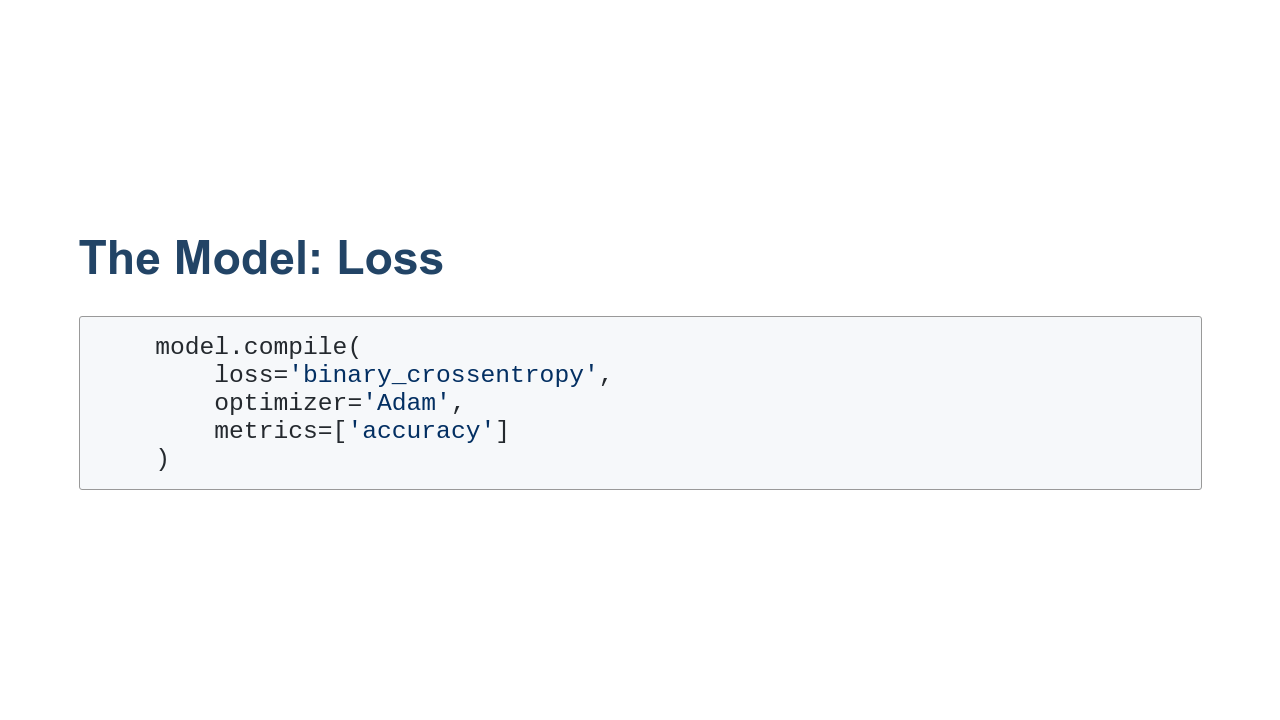 The Model: Loss
model.compile(
    loss='binary_crossentropy',
    optimizer='Adam',
    metrics=['accuracy']
)